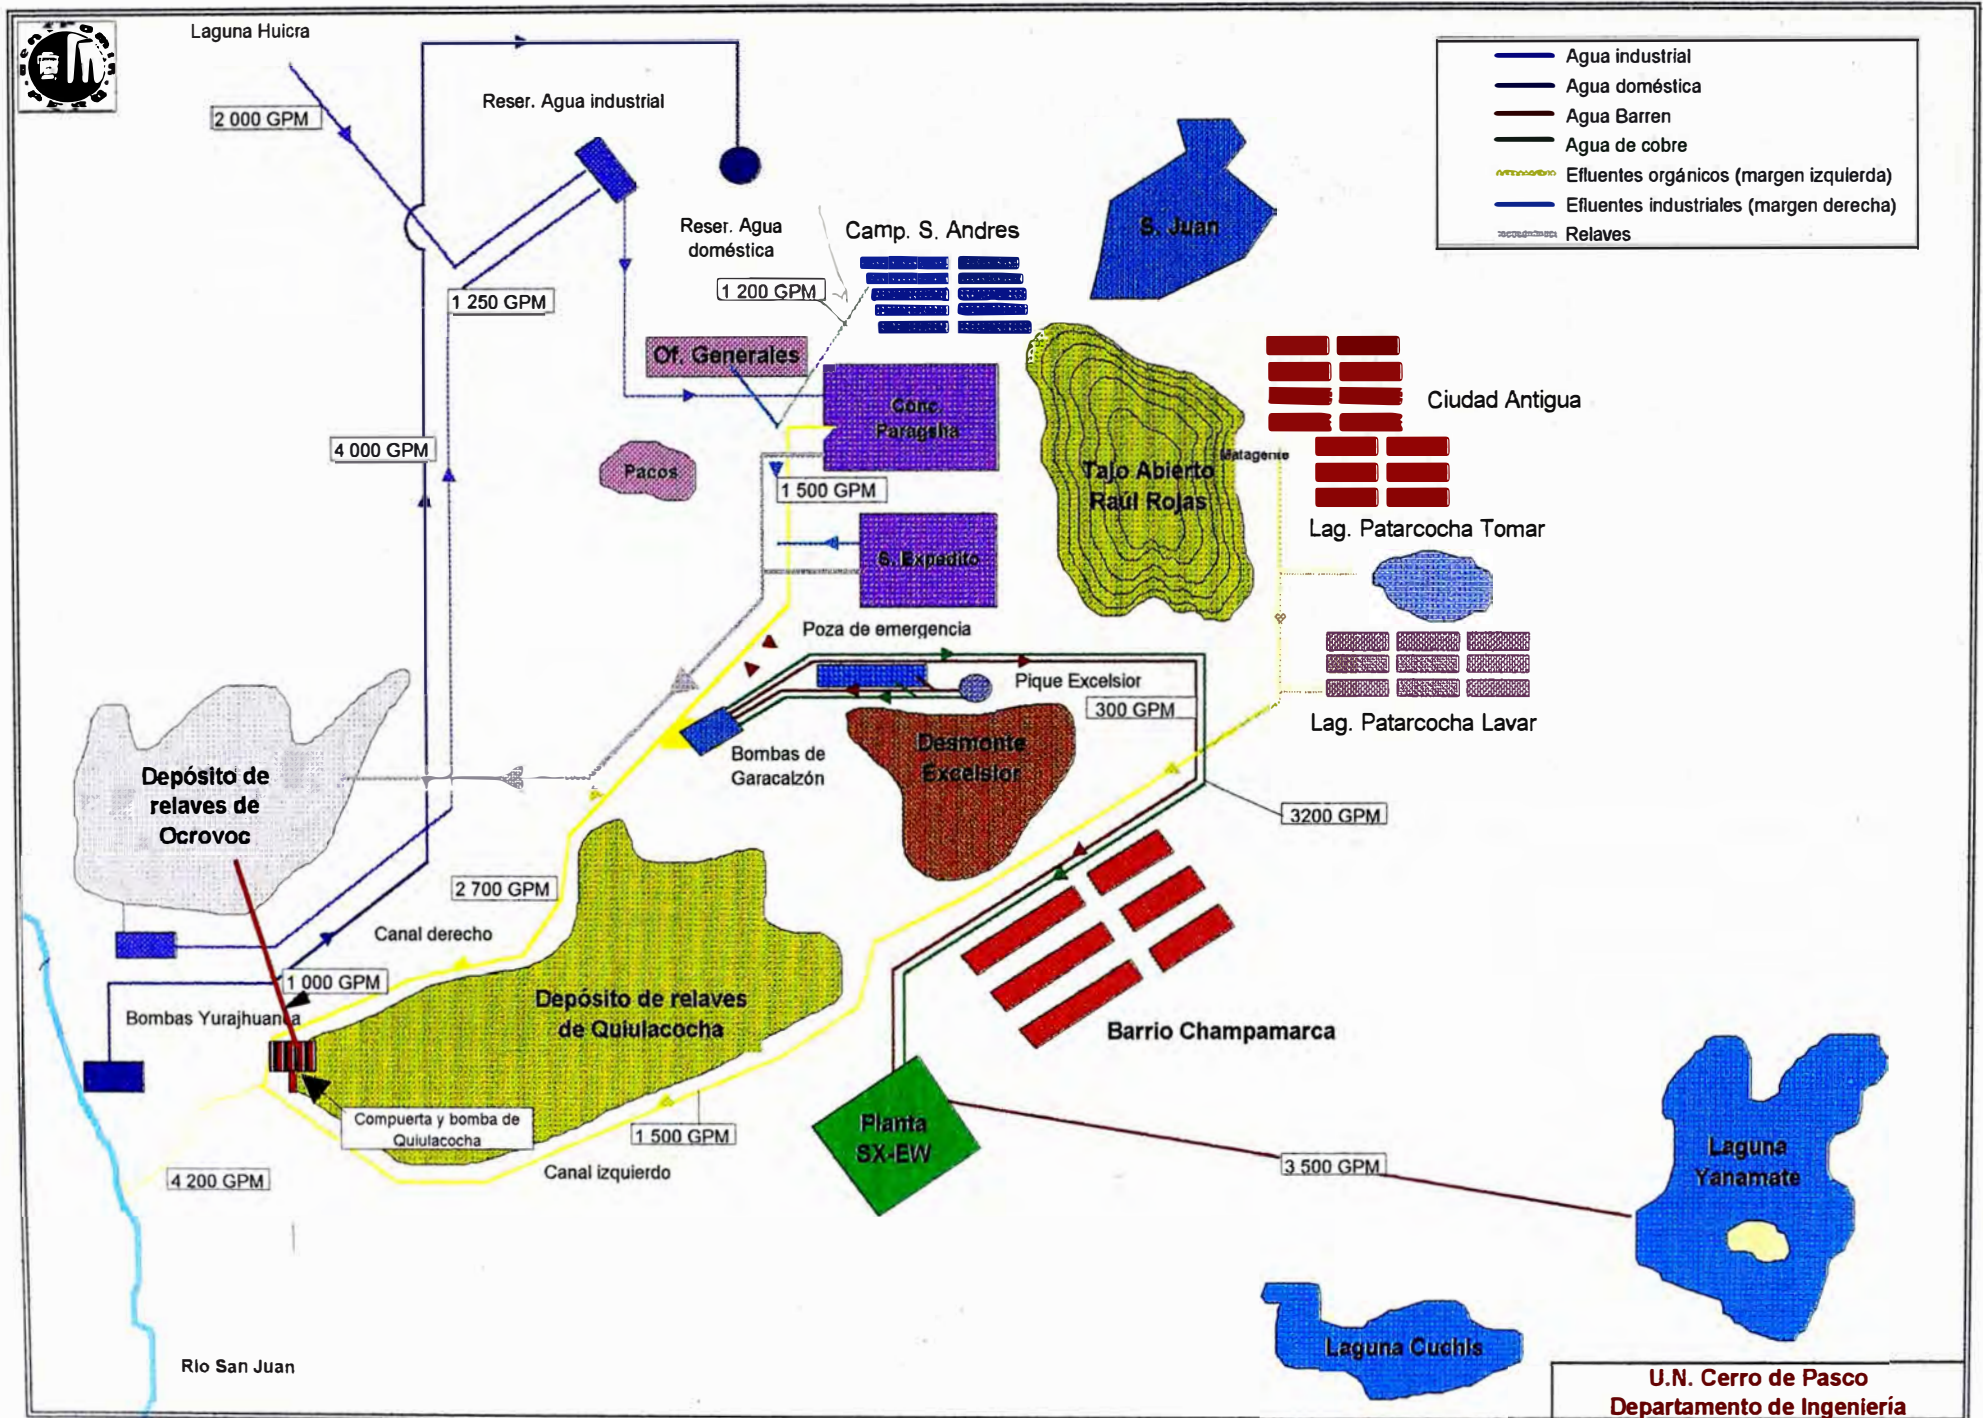 Laguna Huicra
2 000 GPM
Reser. Agua industrial
Agua industrial
Agua doméstica
Agua Barren
Agua de cobre
Efluentes orgánicos (margen izquierda)
Efluentes industriales (margen derecha)
Relaves
Reser. Agua
doméstica
Camp. S. Andres
S. Juan
1 200 GPM
1 250 GPM
Of. Generales
Conc.
Paragsha
Ciudad Antigua
4 000 GPM
Pacos
1 500 GPM
Tajo Abierto
Raúl Rojas
Matagente
Lag. Patarcocha Tomar
S. Expedito
Poza de emergencia
Pique Excelsior
300 GPM
Lag. Patarcocha Lavar
Bombas de
Garacalzón
Desmonte
Excelsior
Depósito de
relaves de
Ocrovoc
3200 GPM
2 700 GPM
Canal derecho
1 000 GPM
Bombas Yurajhuanca
Depósito de relaves
de Quiulacocha
Barrio Champamarca
Compuerta y bomba de
Quiulacocha
1 500 GPM
Canal izquierdo
4 200 GPM
Planta
SX-EW
3 500 GPM
Laguna
Yanamate
Laguna Cuchis
Rio San Juan
U.N. Cerro de Pasco
Departamento de Ingeniería